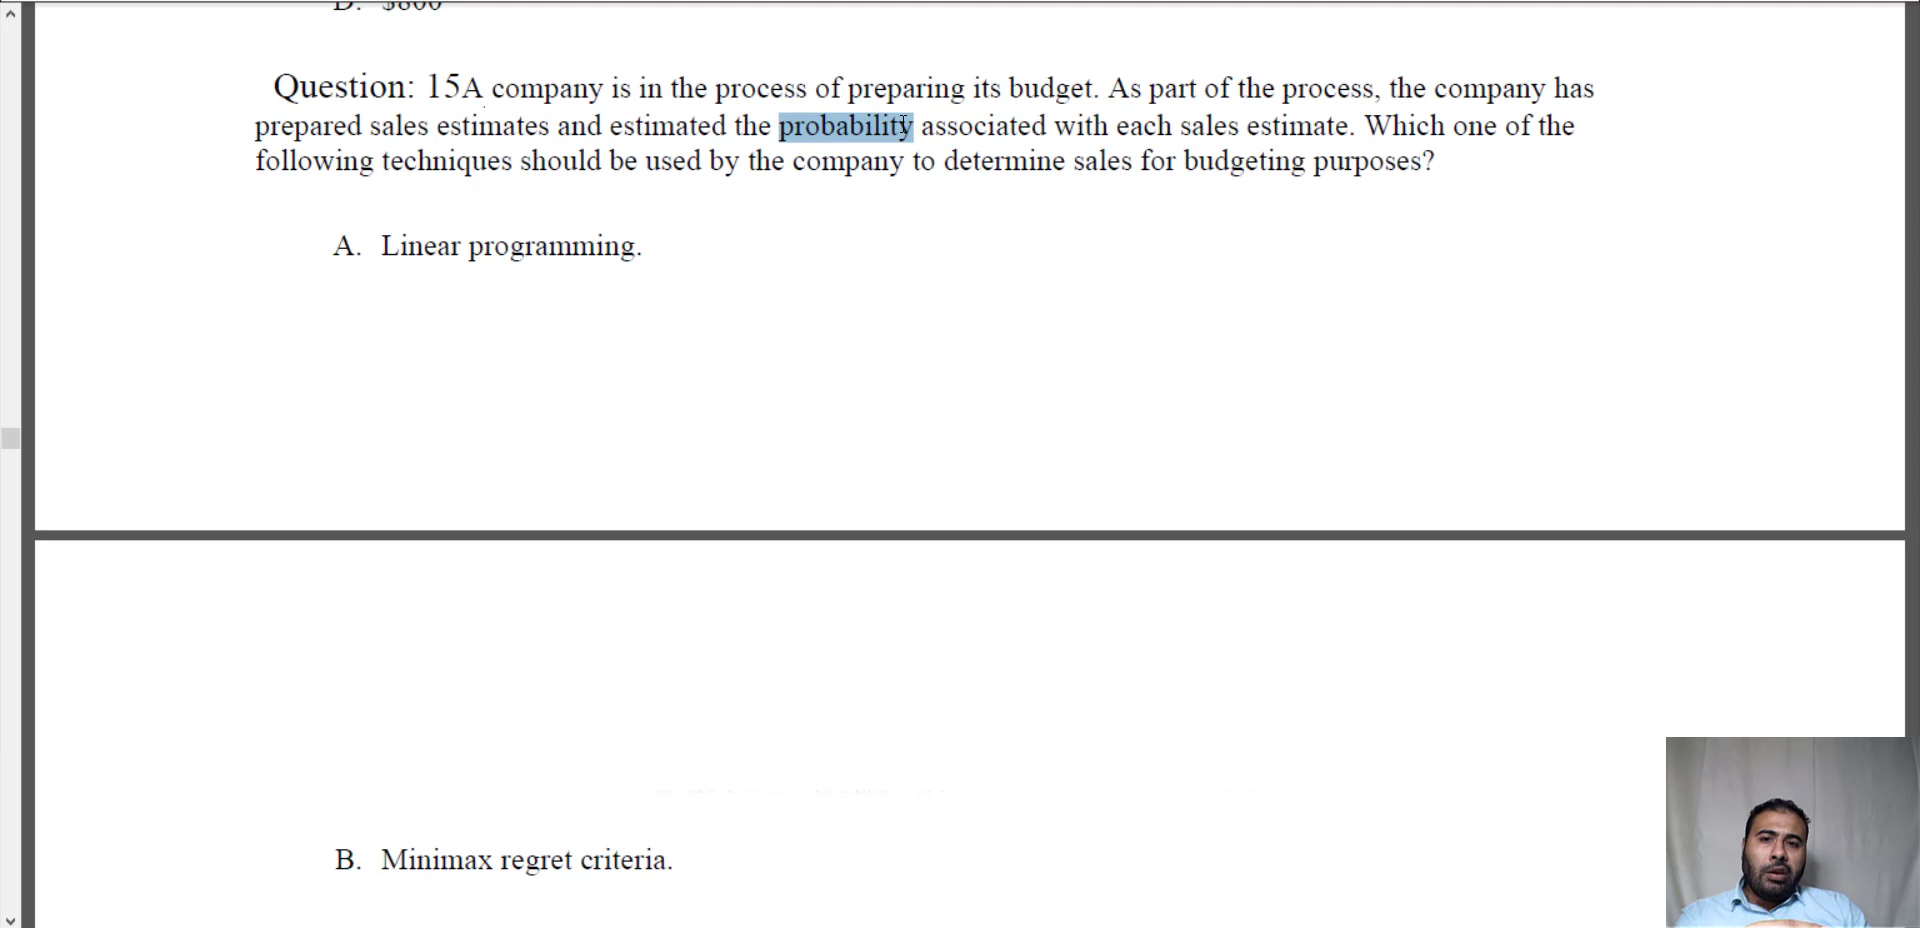 D. $800
Question: 15A company is in the process of preparing its budget. As part of the process, the company has
prepared sales estimates and estimated the probability associated with each sales estimate. Which one of the
following techniques should be used by the company to determine sales for budgeting purposes?
A. Linear programming.
B. Minimax regret criteria.